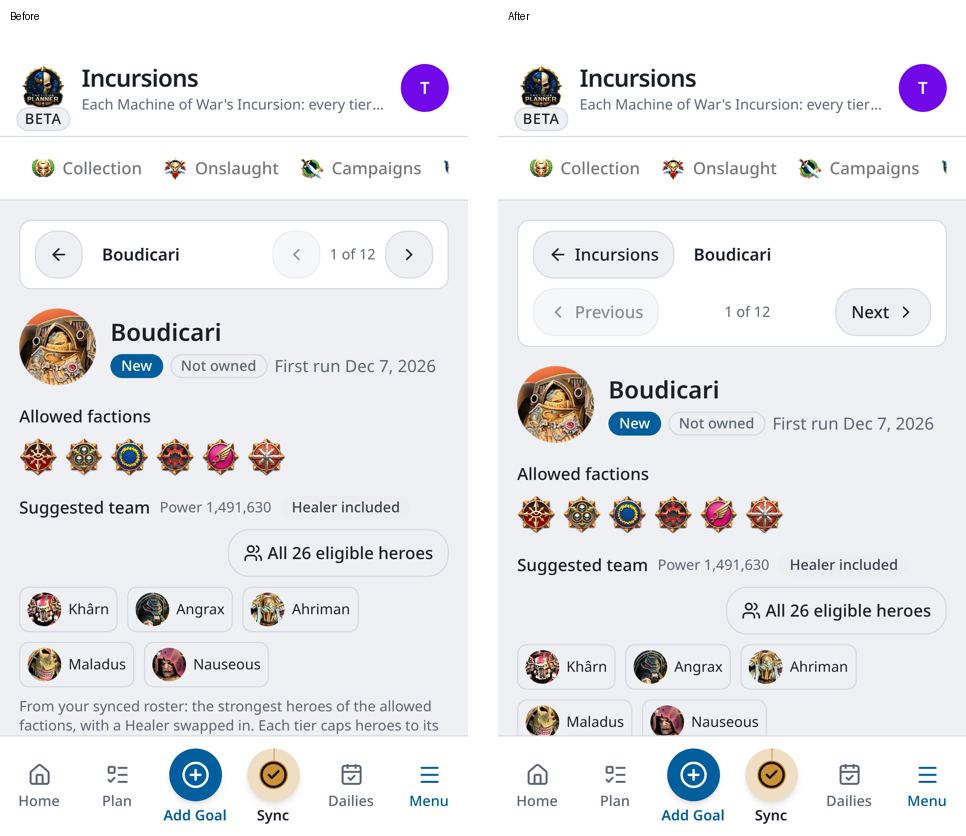 Before
After
PLANNER
BETA
Incursions
Each Machine of War's Incursion: every tier...
T
Collection
Onslaught
Campaigns
Boudicari
1 of 12
Boudicari
New
Not owned
First run Dec 7, 2026
Allowed factions
Suggested team
Power 1,491,630
Healer included
All 26 eligible heroes
Khârn
Angrax
Ahriman
Maladus
Nauseous
From your synced roster: the strongest heroes of the allowed
factions, with a Healer swapped in. Each tier caps heroes to its
Home
Plan
Add Goal
Sync
Dailies
Menu
PLANNER
BETA
Incursions
Each Machine of War's Incursion: every tier...
T
Collection
Onslaught
Campaigns
Incursions
Boudicari
Previous
1 of 12
Next
Boudicari
New
Not owned
First run Dec 7, 2026
Allowed factions
Suggested team
Power 1,491,630
Healer included
All 26 eligible heroes
Khârn
Angrax
Ahriman
Maladus
Nauseous
Home
Plan
Add Goal
Sync
Dailies
Menu